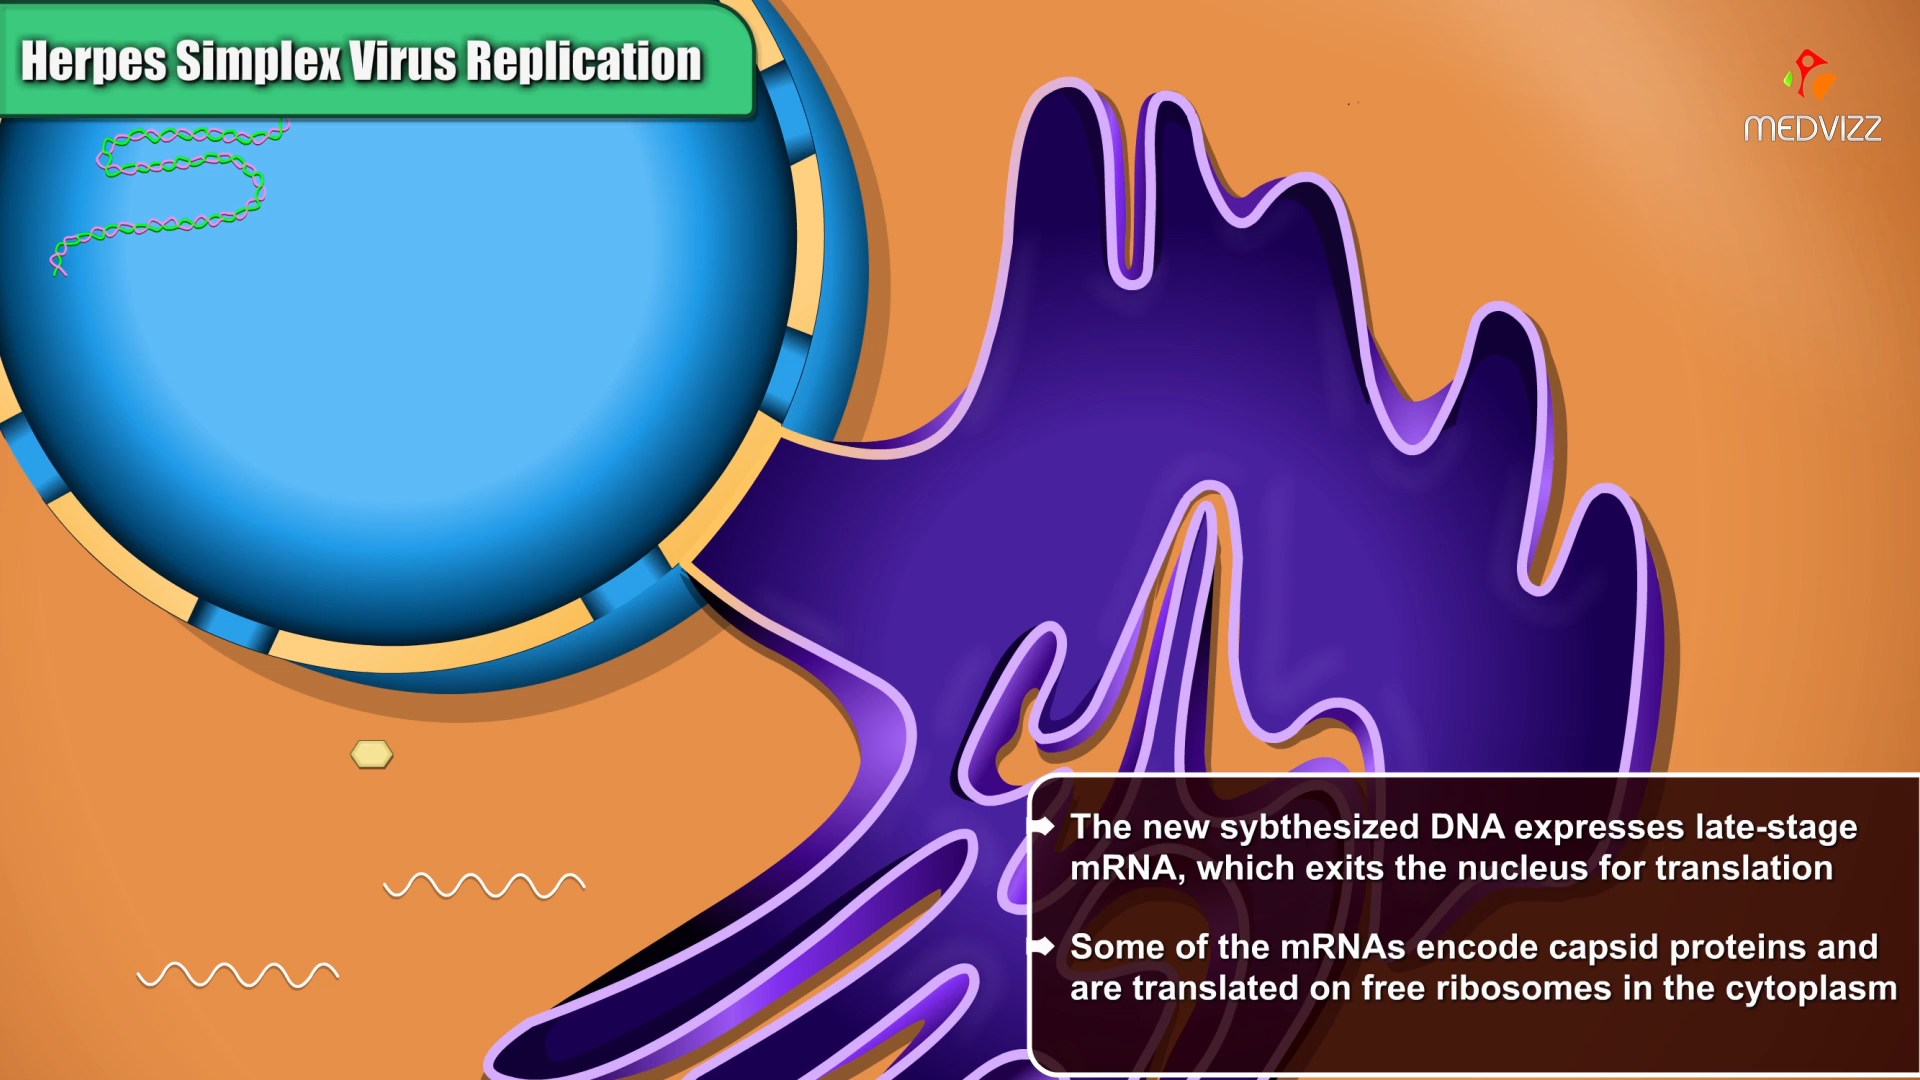 Herpes Simplex Virus Replication
MEDVIZZ
The new sybthesized DNA expresses late-stage
mRNA, which exits the nucleus for translation
Some of the mRNAs encode capsid proteins and
are translated on free ribosomes in the cytoplasm